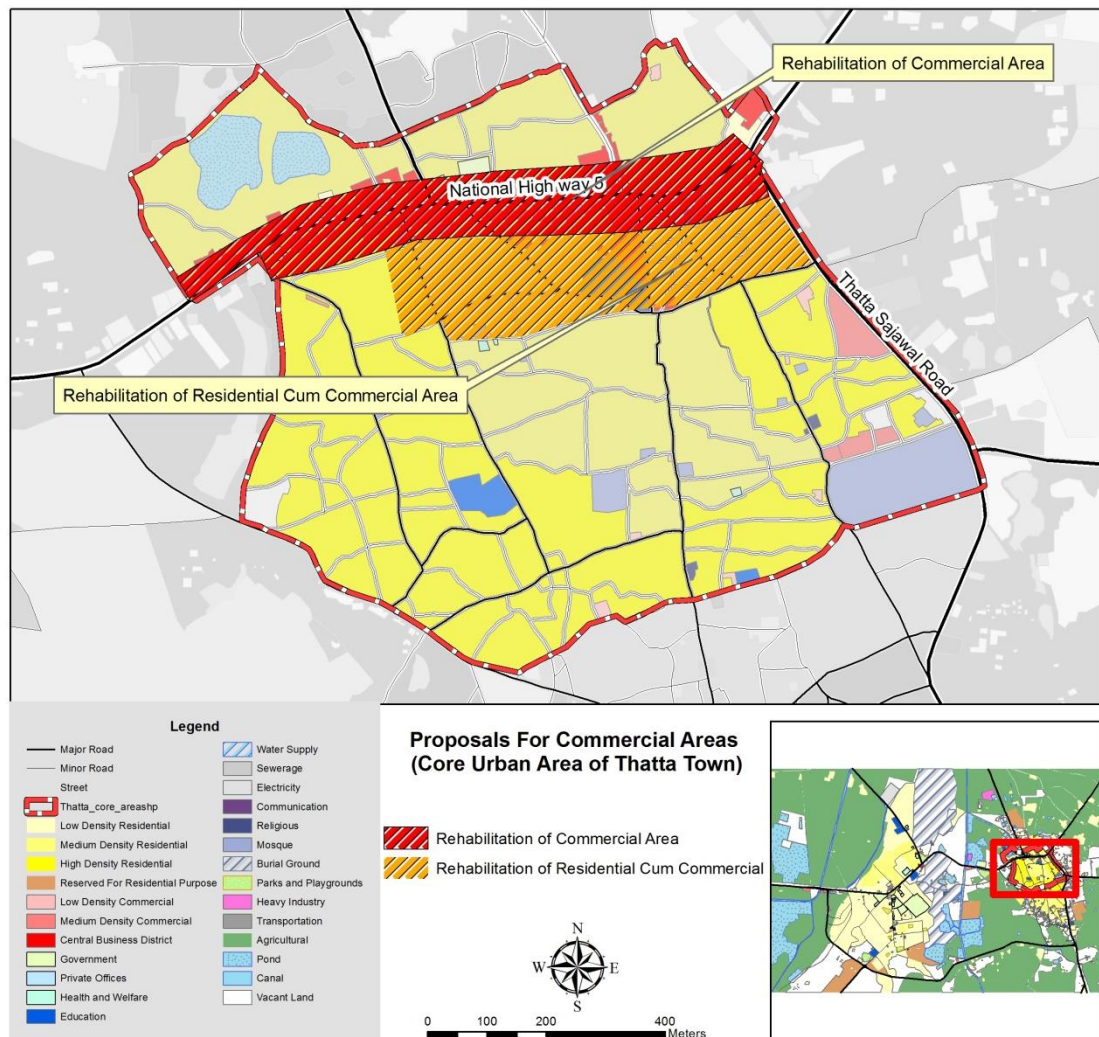 Rehabilitation of Commercial Area
National High way 5
Thatta Sajawal Road
Rehabilitation of Residential Cum Commercial Area
Legend
Major Road
Minor Road
Street
Thatta_core_areashp
Low Density Residential
Medium Density Residential
High Density Residential
Reserved For Residential Purpose
Low Density Commercial
Medium Density Commercial
Central Business District
Government
Private Offices
Health and Welfare
Education
Water Supply
Sewerage
Electricity
Communication
Religious
Mosque
Burial Ground
Parks and Playgrounds
Heavy Industry
Transportation
Agricultural
Pond
Canal
Vacant Land
Proposals For Commercial Areas
(Core Urban Area of Thatta Town)
Rehabilitation of Commercial Area
Rehabilitation of Residential Cum Commercial
N
W E
S
0 100 200 400
Meters